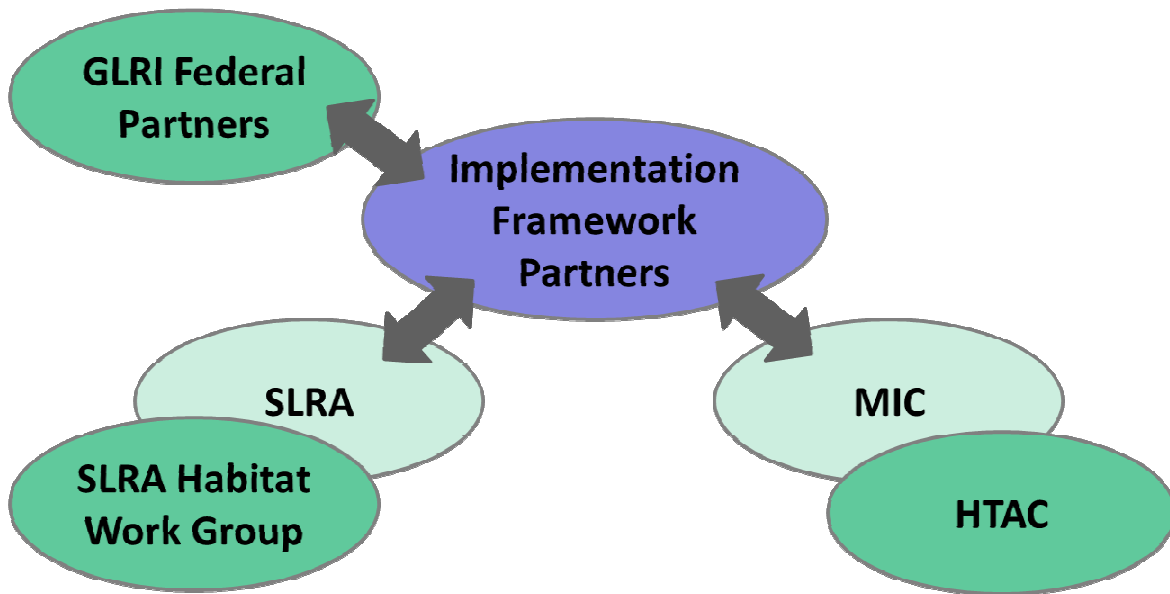 GLRI Federal
Partners
Implementation
Framework
Partners
SLRA
MIC
SLRA Habitat
Work Group
HTAC